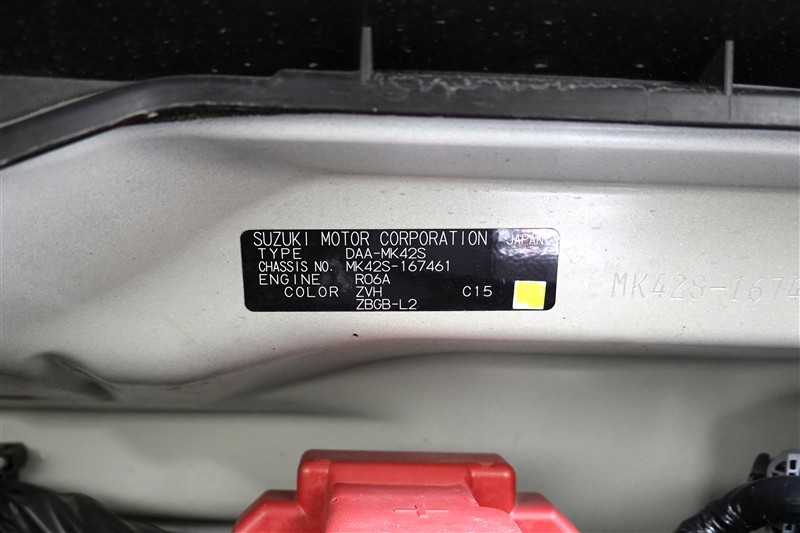 SUZUKI MOTOR CORPORATION JAPAN
TYPE DAA-MK42S
CHASSIS NO. MK42S-167461
ENGINE R06A
COLOR ZVH C15
ZBGB-L2
MK42S-1674
+